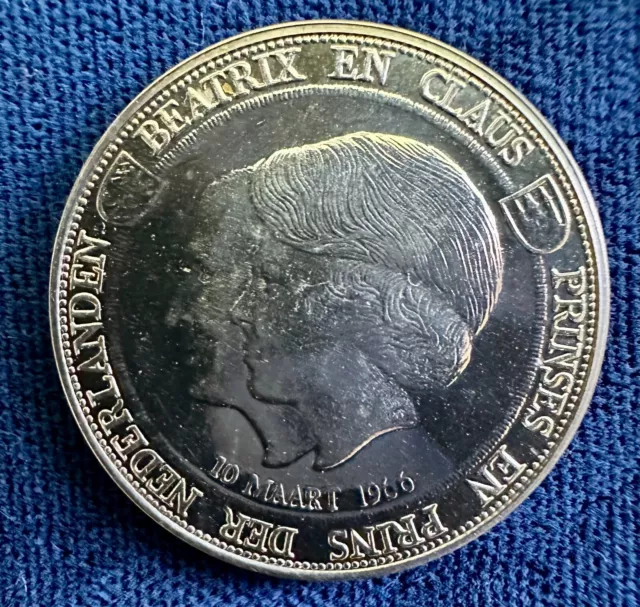 BEATRIX EN CLAUS
PRINSES EN PRINS DER NEDERLANDEN
10 MAART 1966